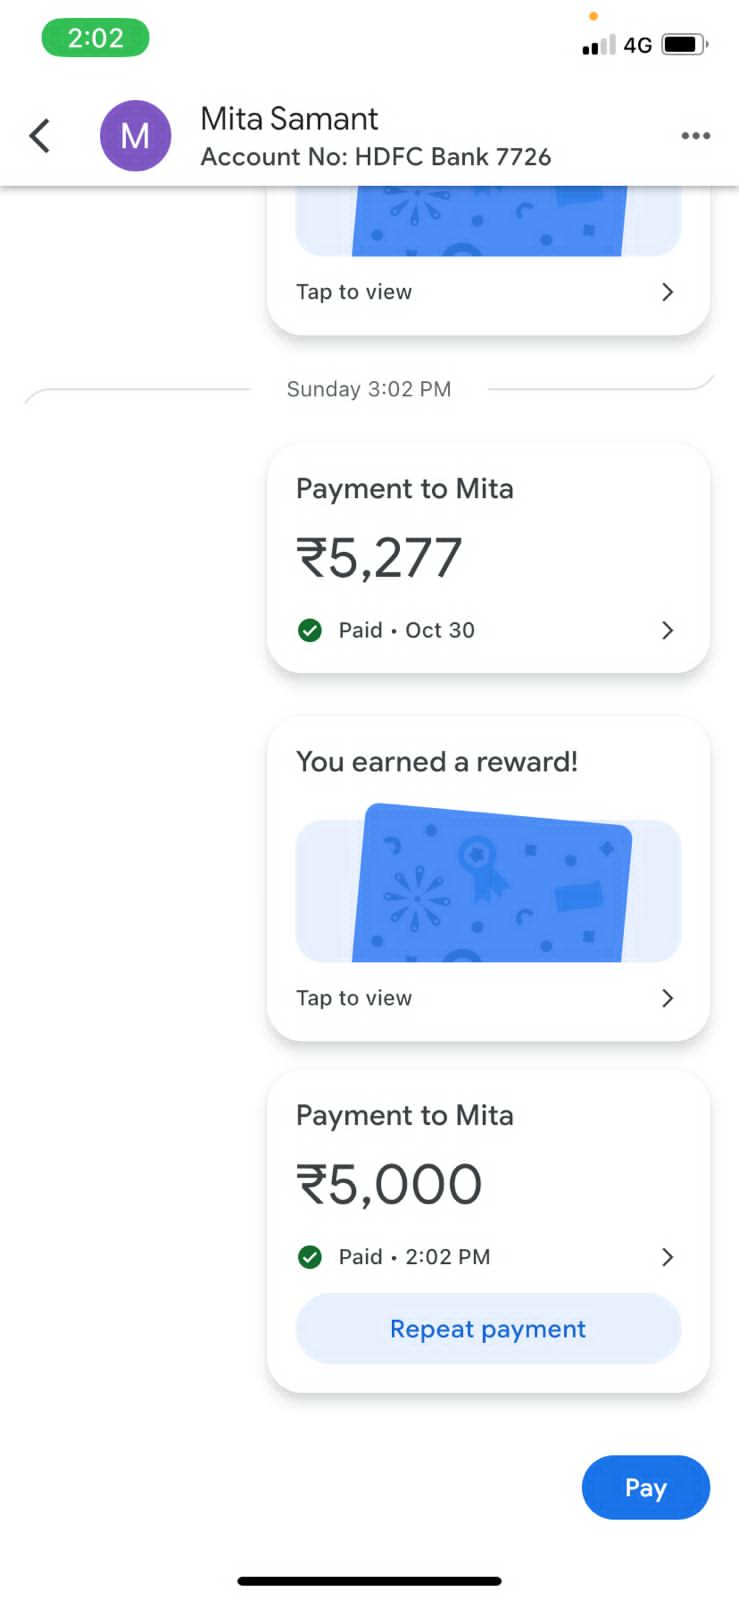 2:02
4G
M
Mita Samant
Account No: HDFC Bank 7726
Tap to view
Sunday 3:02 PM
Payment to Mita
₹5,277
Paid • Oct 30
You earned a reward!
Tap to view
Payment to Mita
₹5,000
Paid • 2:02 PM
Repeat payment
Pay